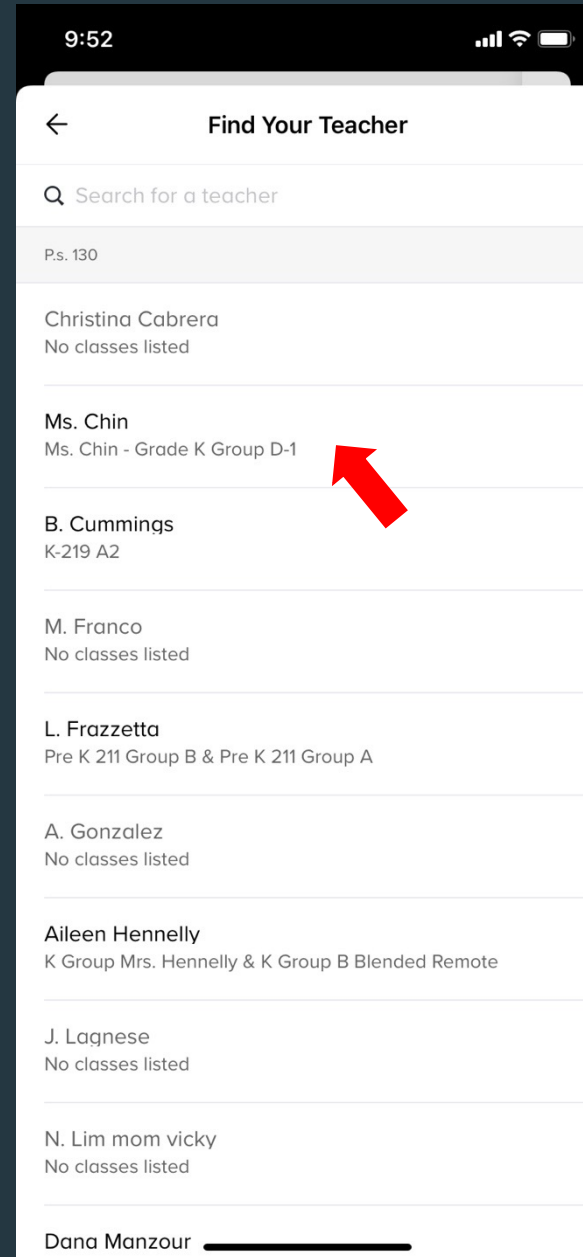 9:52
Find Your Teacher
Search for a teacher
P.s. 130
Christina Cabrera
No classes listed
Ms. Chin
Ms. Chin - Grade K Group D-1
B. Cummings
K-219 A2
M. Franco
No classes listed
L. Frazzetta
Pre K 211 Group B & Pre K 211 Group A
A. Gonzalez
No classes listed
Aileen Hennelly
K Group Mrs. Hennelly & K Group B Blended Remote
J. Lagnese
No classes listed
N. Lim mom vicky
No classes listed
Dana Manzour